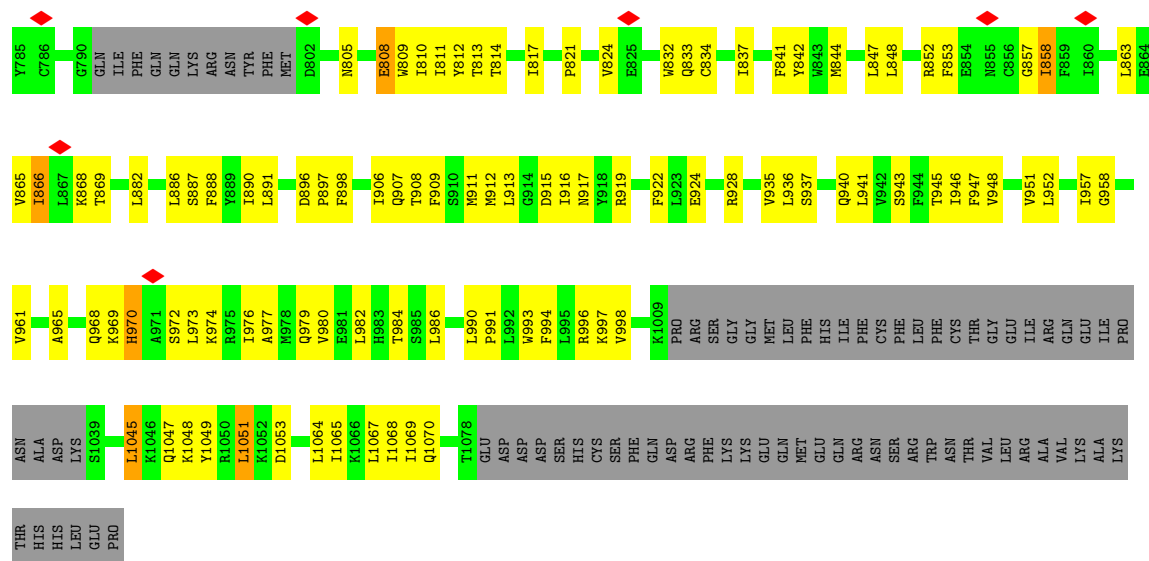 Y785 C786 G790 GLN ILE PHE GLN GLN LYS ARG ASN TYR PHE MET D802 N805 E808 W809 I810 I811 Y812 T813 T814 I817 P821 V824 E825 W832 Q833 C834 I837 F841 Y842 W843 M844 L847 L848 R852 F853 E854 N855 C856 G857 I858 F859 I860 L863 E864
V865 I866 L867 K868 T869 L882 L886 S887 F888 Y889 I890 L891 D896 P897 F898 I906 Q907 T908 F909 S910 M911 M912 L913 G914 D915 I916 N917 Y918 R919 F922 L923 E924 R928 V935 L936 S937 Q940 L941 V942 S943 F944 T945 I946 F947 V948 V951 L952 I957 G958
V961 A965 Q968 K969 H970 A971 S972 L973 K974 R975 I976 A977 M978 Q979 V980 E981 L982 H983 T984 S985 L986 L990 P991 L992 W993 F994 L995 R996 K997 V998 K1009 PRO ARG SER GLY GLY MET LEU PHE HIS ILE PHE CYS PHE LEU PHE CYS THR GLY GLU ILE ARG GLN GLU ILE PRO
ASN ALA ASP LYS S1039 L1045 K1046 Q1047 K1048 Y1049 R1050 L1051 K1052 D1053 L1064 I1065 K1066 L1067 I1068 I1069 Q1070 T1078 GLU ASP ASP ASP SER HIS CYS SER PHE GLN ASP ARG PHE LYS LYS GLU GLN MET GLU GLN ARG ASN SER ARG TRP ASN THR VAL LEU ARG ALA VAL LYS ALA LYS
THR HIS HIS LEU GLU PRO